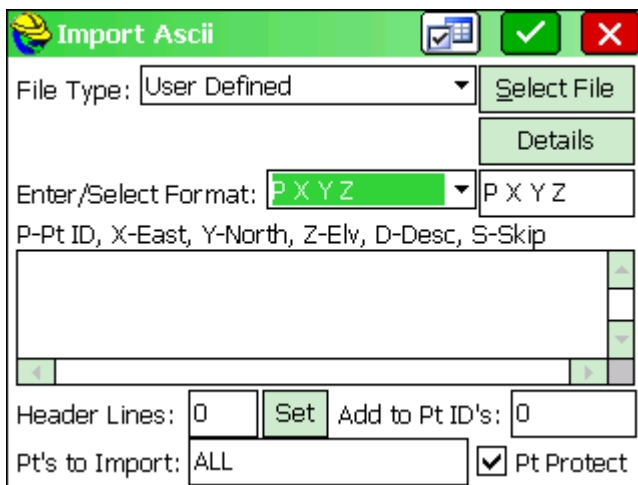 Import Ascii
File Type: User Defined Select File
Details
Enter/Select Format: P X Y Z P X Y Z
P-Pt ID, X-East, Y-North, Z-Elv, D-Desc, S-Skip
Header Lines: 0 Set Add to Pt ID's: 0
Pt's to Import: ALL Pt Protect